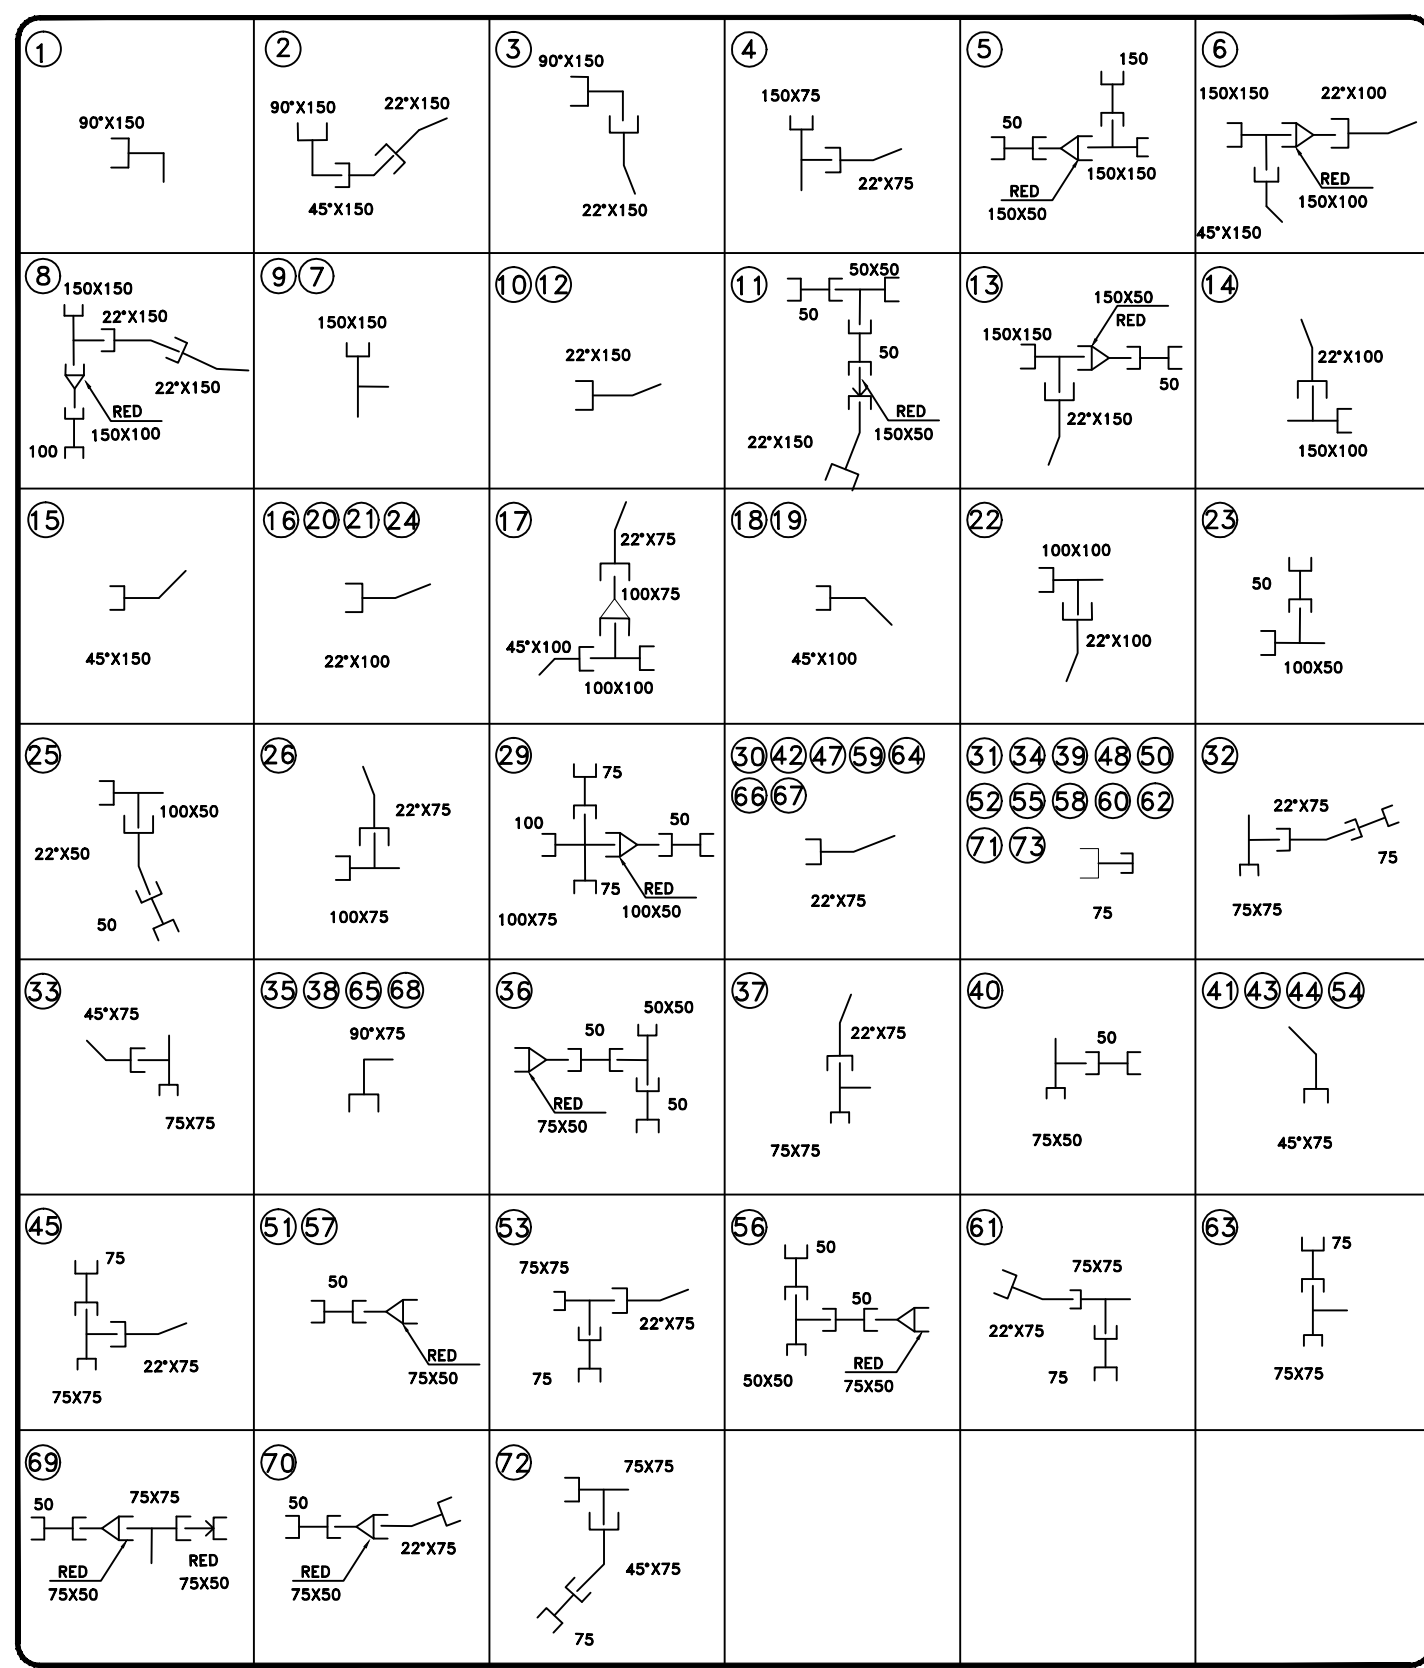 1
90°X150
2
90°X150
22°X150
45°X150
3
90°X150
22°X150
4
150X75
22°X75
5
150
50
150X150
RED
150X50
6
150X150
22°X100
RED
150X100
45°X150
8
150X150
22°X150
22°X150
RED
150X100
100
9 7
150X150
10 12
22°X150
11
50X50
50
50
RED
150X50
22°X150
13
150X50
RED
150X150
50
22°X150
14
22°X100
150X100
15
45°X150
16 20 21 24
22°X100
17
22°X75
100X75
45°X100
100X100
18 19
45°X100
22
100X100
22°X100
23
50
100X50
25
100X50
22°X50
50
26
22°X75
100X75
29
75
100
50
75
RED
100X50
100X75
30 42 47 59 64
66 67
22°X75
31 34 39 48 50
52 55 58 60 62
71 73
75
32
22°X75
75
75X75
33
45°X75
75X75
35 38 65 68
90°X75
36
50X50
50
RED
75X50
50
37
22°X75
75X75
40
50
75X50
41 43 44 54
45°X75
45
75
22°X75
75X75
51 57
50
RED
75X50
53
75X75
22°X75
75
56
50
50
RED
75X50
50X50
61
75X75
22°X75
75
63
75
75X75
69
75X75
50
RED
75X50
RED
75X50
70
50
22°X75
RED
75X50
72
75X75
45°X75
75